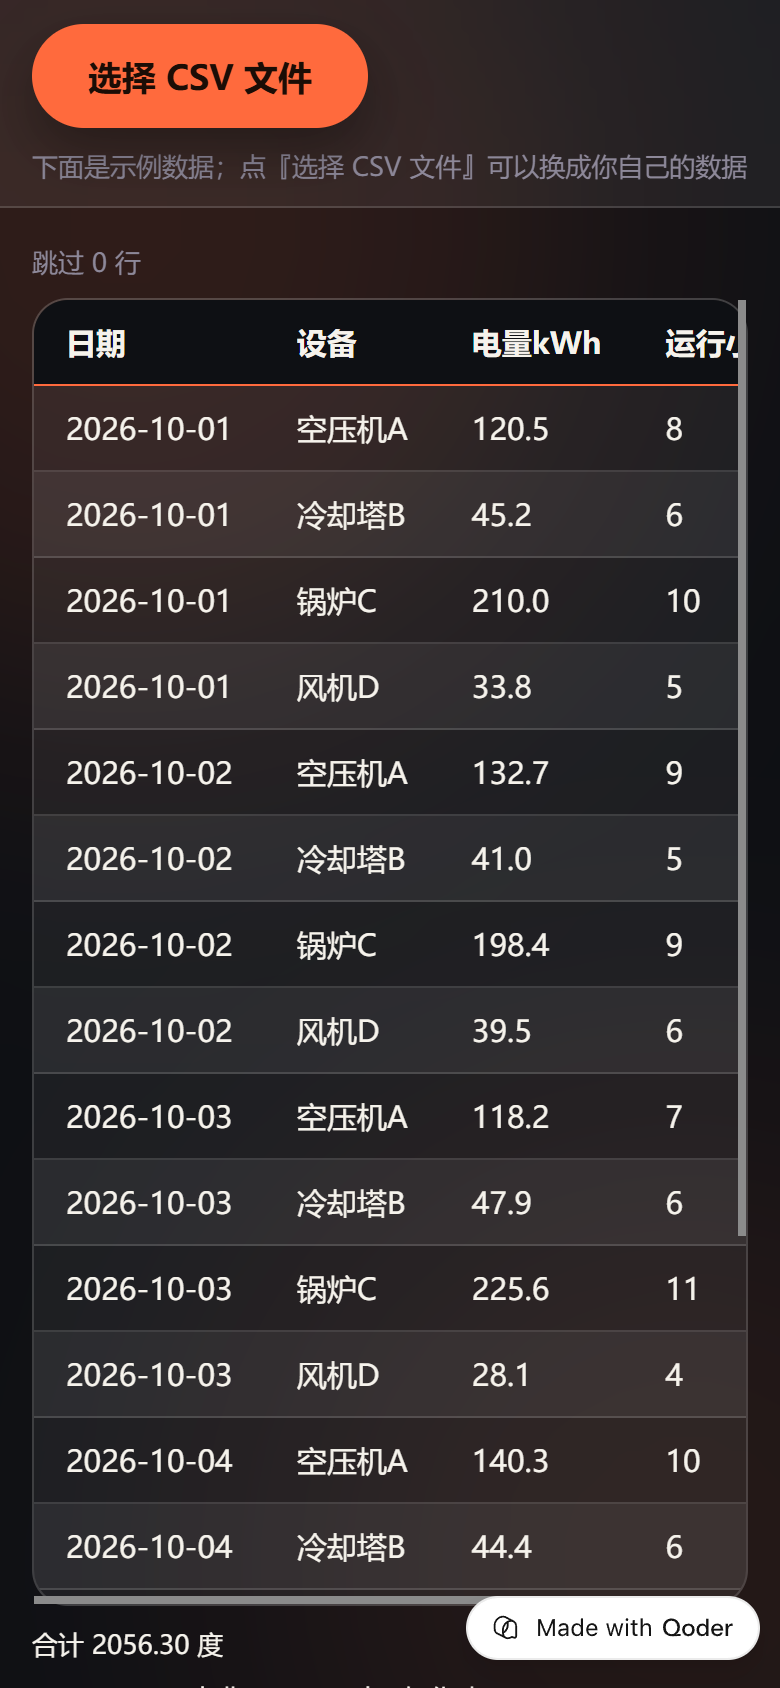 选择 CSV 文件
下面是示例数据；点『选择 CSV 文件』可以换成你自己的数据
跳过 0 行
日期 设备 电量kWh 运行
2026-10-01 空压机A 120.5 8
2026-10-01 冷却塔B 45.2 6
2026-10-01 锅炉C 210.0 10
2026-10-01 风机D 33.8 5
2026-10-02 空压机A 132.7 9
2026-10-02 冷却塔B 41.0 5
2026-10-02 锅炉C 198.4 9
2026-10-02 风机D 39.5 6
2026-10-03 空压机A 118.2 7
2026-10-03 冷却塔B 47.9 6
2026-10-03 锅炉C 225.6 11
2026-10-03 风机D 28.1 4
2026-10-04 空压机A 140.3 10
2026-10-04 冷却塔B 44.4 6
合计 2056.30 度
Made with Qoder